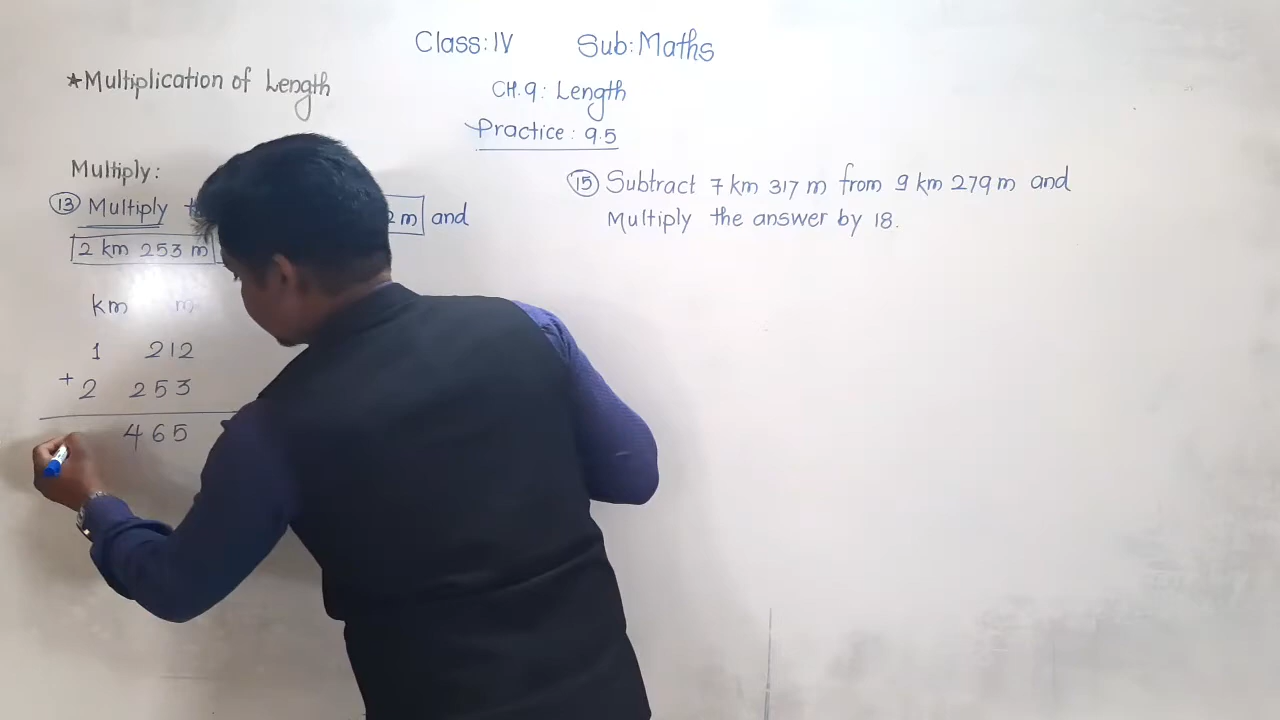 Class: IV Sub: Maths
*Multiplication of Length
CH.9: Length
Practice: 9.5
Multiply:
13 Multiply 2 m and
2 km 253 m
km m
1 212
+ 2 253
465
15 Subtract 7 km 317 m from 9 km 279 m and
Multiply the answer by 18.